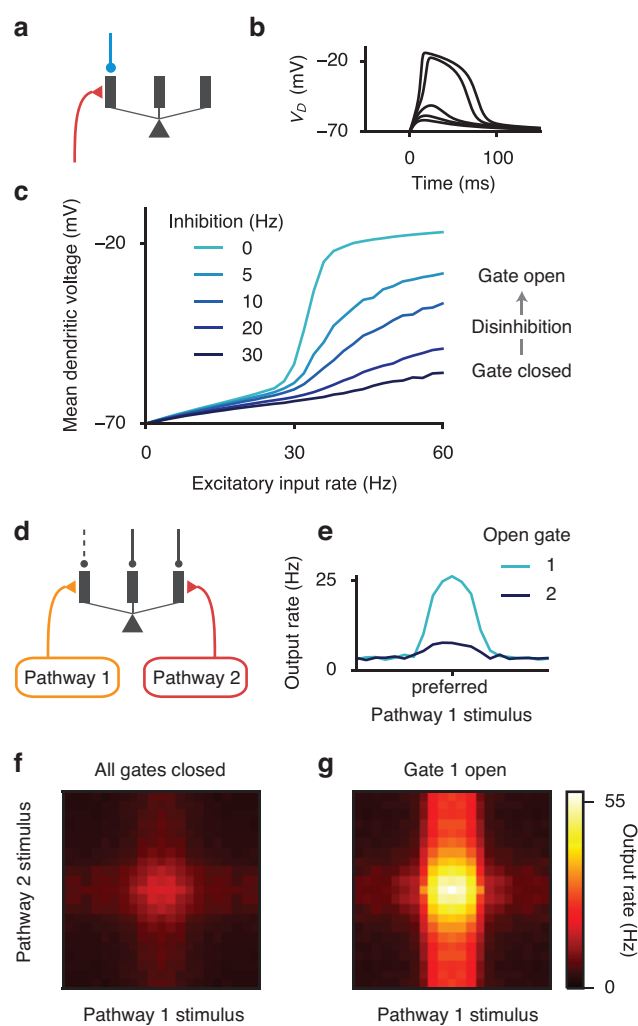 a
b
V_D (mV)
−20
−70
0
100
Time (ms)
c
Mean dendritic voltage (mV)
−20
−70
Inhibition (Hz)
0
5
10
20
30
Gate open
Disinhibition
Gate closed
0
30
60
Excitatory input rate (Hz)
d
Pathway 1
Pathway 2
e
Open gate
1
2
Output rate
(Hz)
25
0
preferred
Pathway 1 stimulus
f
All gates closed
Pathway 2 stimulus
Pathway 1 stimulus
g
Gate 1 open
Pathway 1 stimulus
55
0
Output rate (Hz)